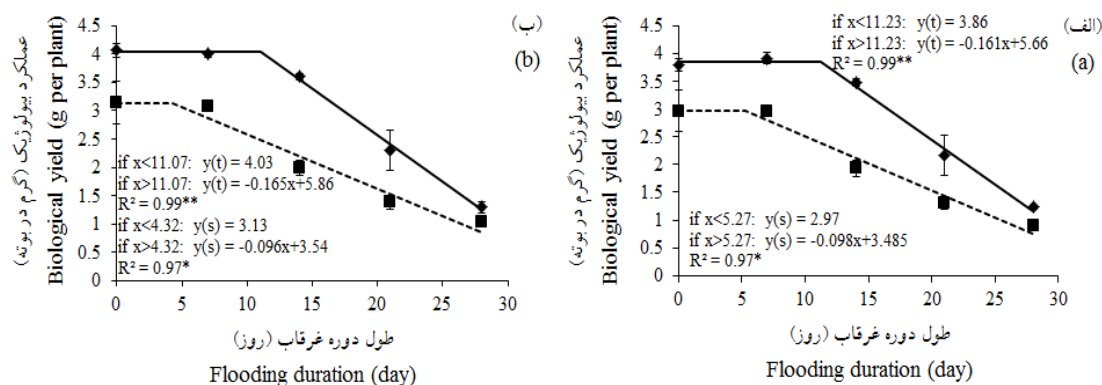 (ب)
(b)
عملکرد بیولوژیک (گرم در بوته)
Biological yield (g per plant)
4.5
4
3.5
3
2.5
2
1.5
1
0.5
0
if x<11.07: y(t) = 4.03
if x>11.07: y(t) = -0.165x+5.86
R² = 0.99**
if x<4.32: y(s) = 3.13
if x>4.32: y(s) = -0.096x+3.54
R² = 0.97*
0 5 10 15 20 25 30
طول دوره غرقاب (روز)
Flooding duration (day)
(الف)
(a)
عملکرد بیولوژیک (گرم در بوته)
Biological yield (g per plant)
4.5
4
3.5
3
2.5
2
1.5
1
0.5
0
if x<11.23: y(t) = 3.86
if x>11.23: y(t) = -0.161x+5.66
R² = 0.99**
if x<5.27: y(s) = 2.97
if x>5.27: y(s) = -0.098x+3.485
R² = 0.97*
0 5 10 15 20 25 30
طول دوره غرقاب (روز)
Flooding duration (day)